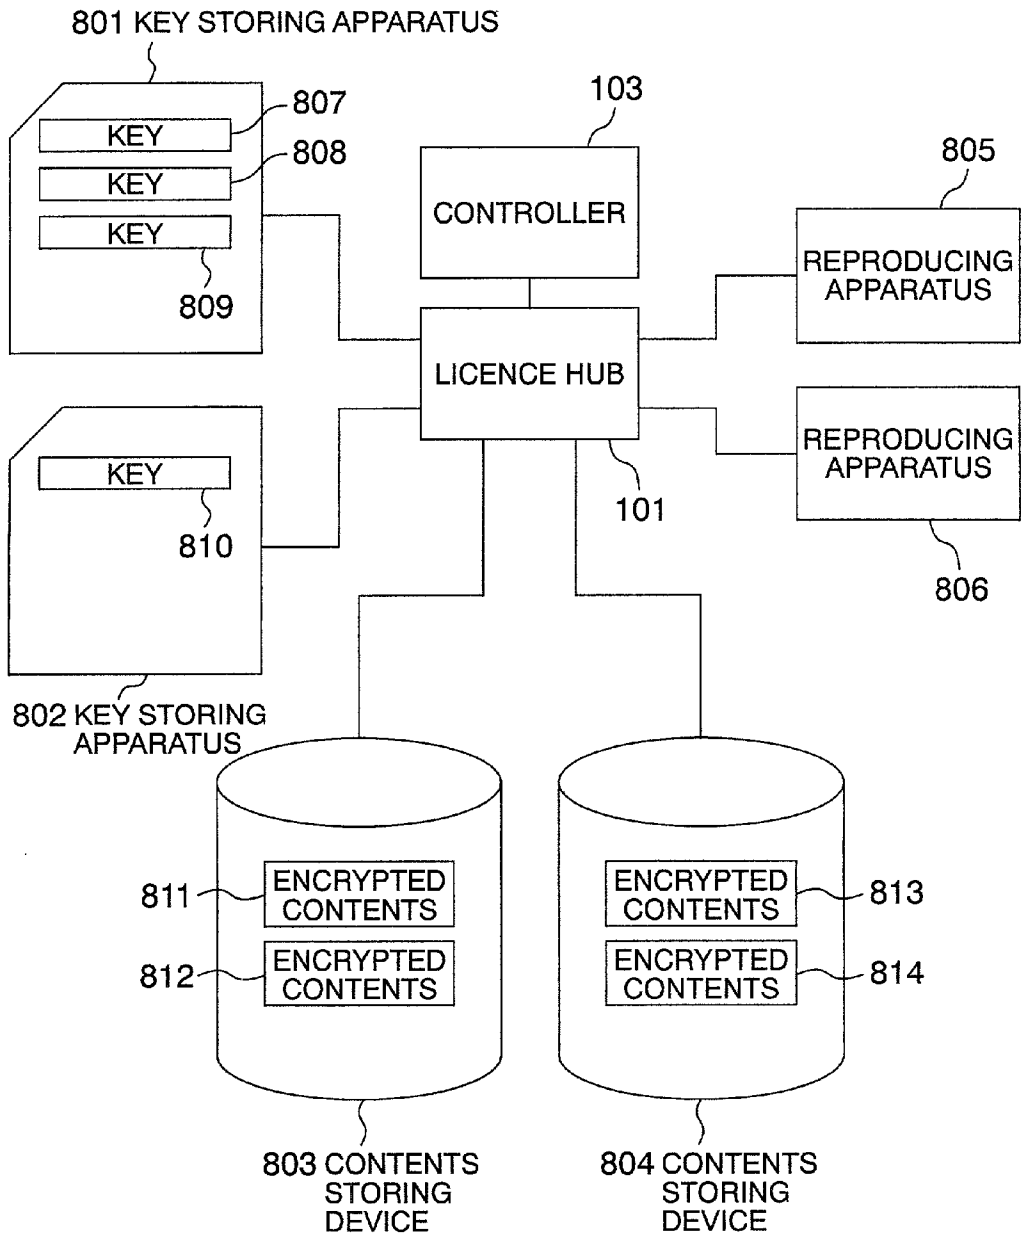 801 KEY STORING APPARATUS
KEY
807
KEY
808
KEY
809
103
CONTROLLER
LICENCE HUB
101
805
REPRODUCING
APPARATUS
REPRODUCING
APPARATUS
806
KEY
810
802 KEY STORING
APPARATUS
811
ENCRYPTED
CONTENTS
812
ENCRYPTED
CONTENTS
ENCRYPTED
CONTENTS
813
ENCRYPTED
CONTENTS
814
803 CONTENTS
STORING
DEVICE
804 CONTENTS
STORING
DEVICE